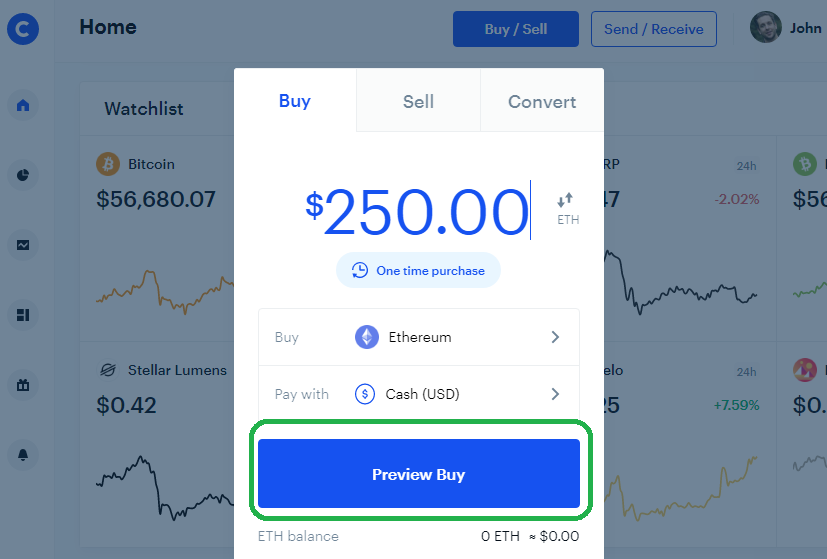 C
Home
Buy / Sell
Send / Receive
John
Watchlist
Buy
Sell
Convert
Bitcoin
$56,680.07
RP
24h
47
-2.02%
$250.00
ETH
One time purchase
Buy
Ethereum
Pay with
Cash (USD)
Stellar Lumens
$0.42
elo
24h
25
+7.59%
$0.
Preview Buy
ETH balance
0 ETH ≈ $0.00